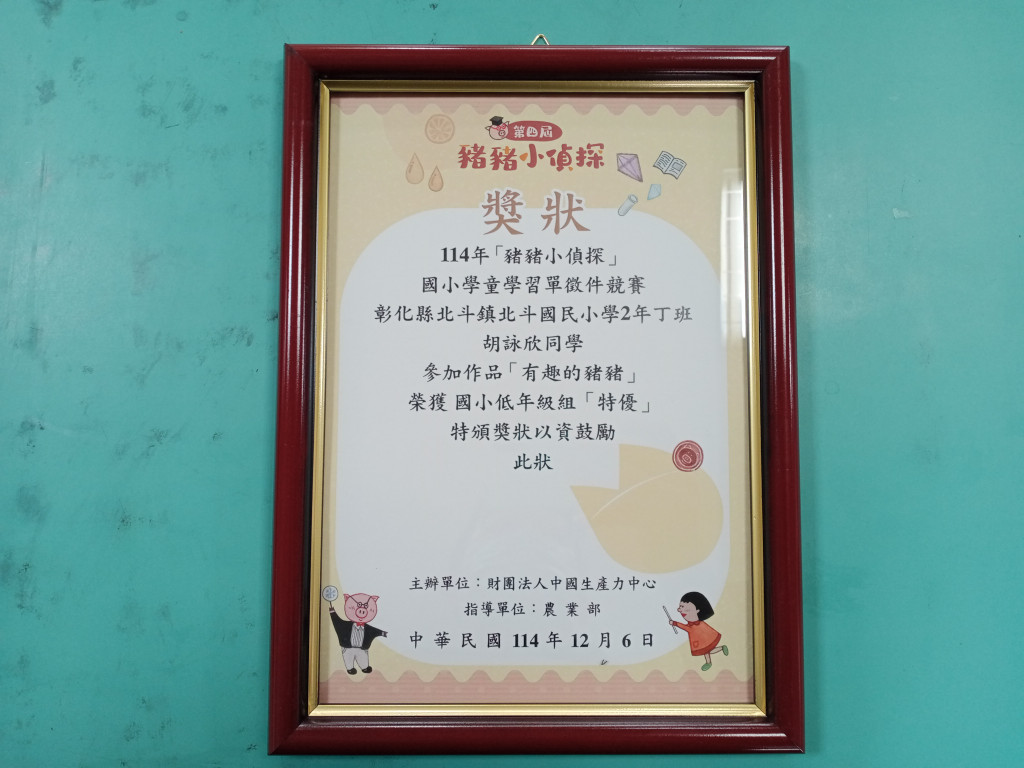 第四屆
豬豬小偵探
獎狀
114年「豬豬小偵探」
國小學童學習單徵件競賽
彰化縣北斗鎮北斗國民小學2年丁班
胡詠欣同學
參加作品「有趣的豬豬」
榮獲 國小低年級組「特優」
特頒獎狀以資鼓勵
此狀
主辦單位：財團法人中國生產力中心
指導單位：農業部
中華民國 114 年 12 月 6 日